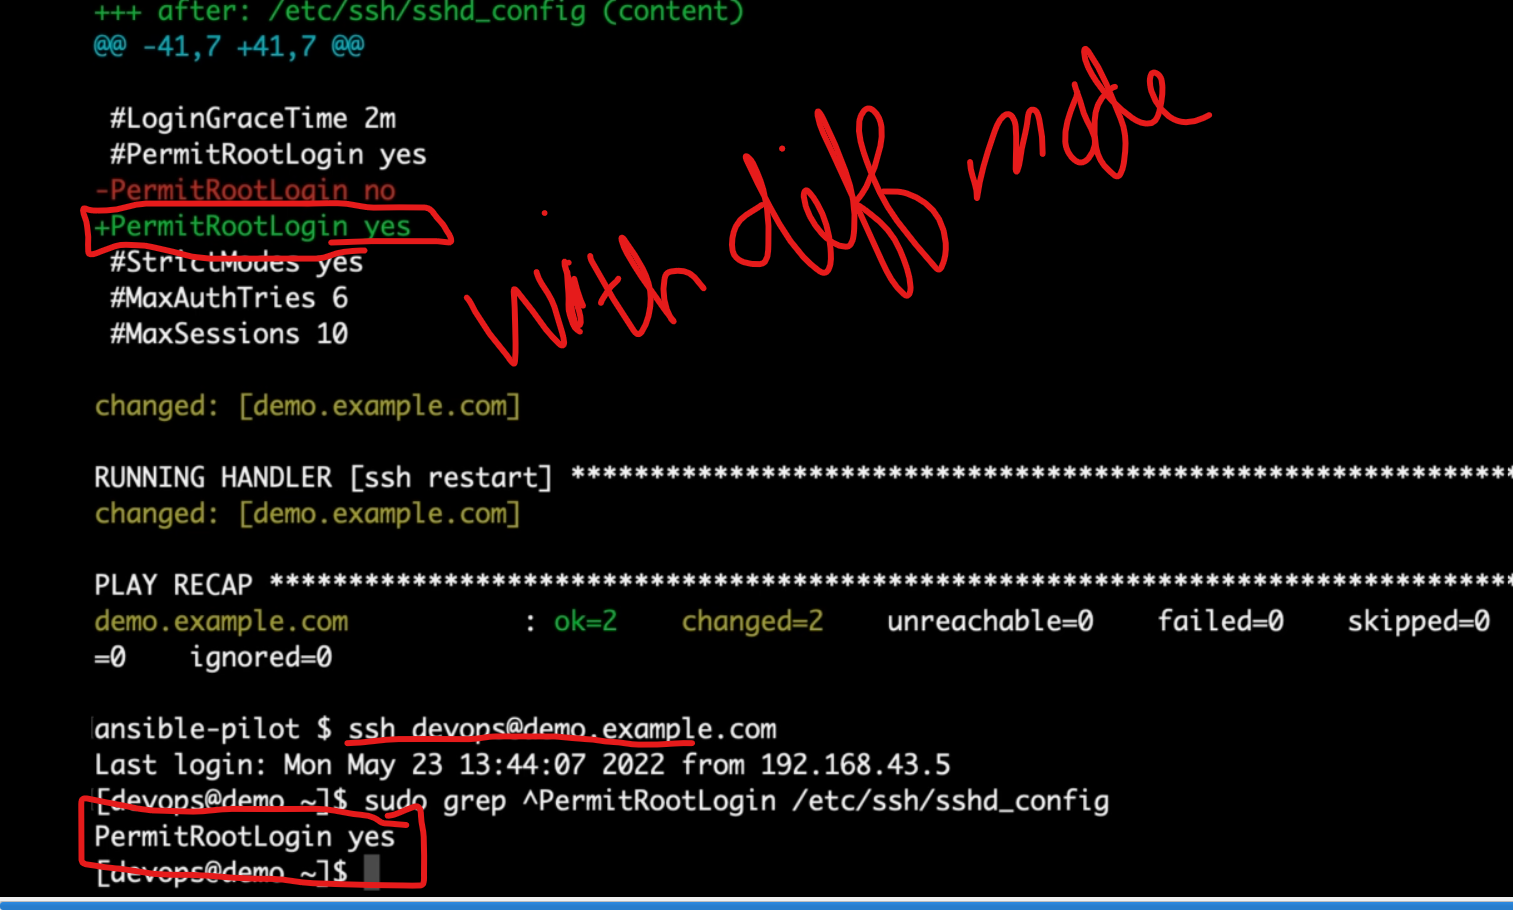 +++ after: /etc/ssh/sshd_config (content)
@@ -41,7 +41,7 @@
#LoginGraceTime 2m
#PermitRootLogin yes
-PermitRootLogin no
+PermitRootLogin yes
#StrictModes yes
#MaxAuthTries 6
#MaxSessions 10
with diff mode
changed: [demo.example.com]
RUNNING HANDLER [ssh restart] ************************************************************
changed: [demo.example.com]
PLAY RECAP *******************************************************************************
demo.example.com : ok=2 changed=2 unreachable=0 failed=0 skipped=0
=0 ignored=0
ansible-pilot $ ssh devops@demo.example.com
Last login: Mon May 23 13:44:07 2022 from 192.168.43.5
[devops@demo ~]$ sudo grep ^PermitRootLogin /etc/ssh/sshd_config
PermitRootLogin yes
[devops@demo ~]$